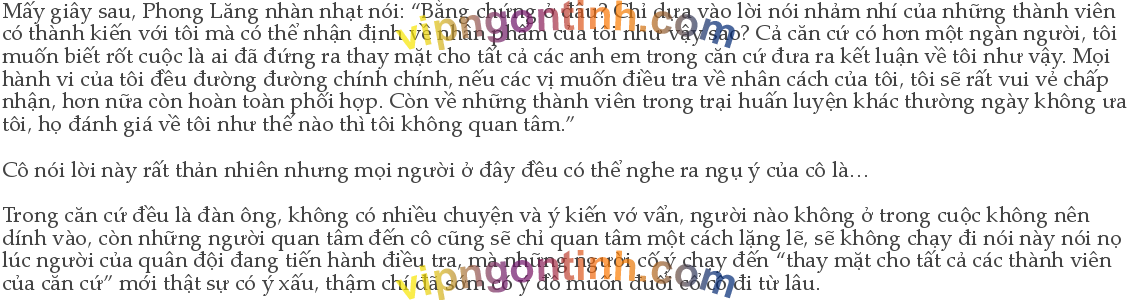 Mấy giây sau, Phong Lăng nhàn nhạt nói: “Bằng chứng ở đâu? Chỉ dựa vào lời nói nhảm nhí của những thành viên
có thành kiến với tôi mà có thể nhận định về nhân phẩm của tôi như vậy sao? Cả căn cứ có hơn một ngàn người, tôi
muốn biết rốt cuộc là ai đã đứng ra thay mặt cho tất cả các anh em trong căn cứ đưa ra kết luận về tôi như vậy. Mọi
hành vi của tôi đều đường đường chính chính, nếu các vị muốn điều tra về nhân cách của tôi, tôi sẽ rất vui vẻ chấp
nhận, hơn nữa còn hoàn toàn phối hợp. Còn về những thành viên trong trại huấn luyện khác thường ngày không ưa
tôi, họ đánh giá về tôi như thế nào thì tôi không quan tâm.”
Cô nói lời này rất thản nhiên nhưng mọi người ở đây đều có thể nghe ra ngụ ý của cô là…
Trong căn cứ đều là đàn ông, không có nhiều chuyện và ý kiến vớ vẩn, người nào không ở trong cuộc không nên
dính vào, còn những người quan tâm đến cô cũng sẽ chỉ quan tâm một cách lặng lẽ, sẽ không chạy đi nói này nói nọ
lúc người của quân đội đang tiến hành điều tra, mà những người cố ý chạy đến “thay mặt cho tất cả các thành viên
của căn cứ” mới thật sự có ý xấu, thậm chí đã sớm có ý đồ muốn đuổi cổ cô đi từ lâu.
vipngontinh.com
vipngontinh.com